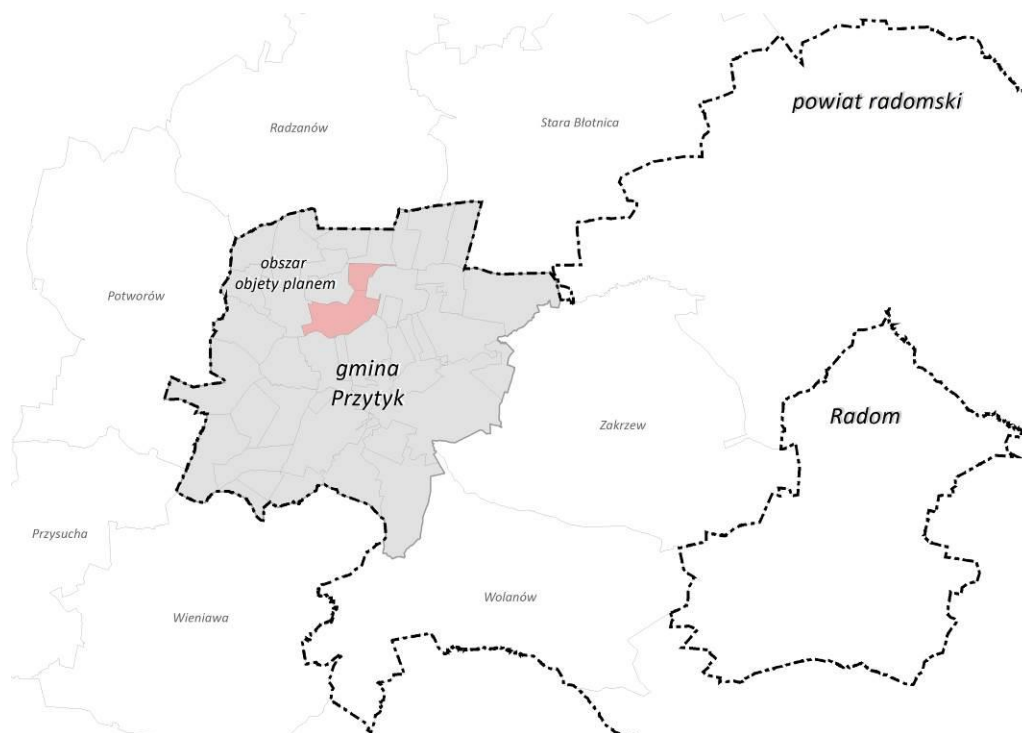 powiat radomski
Radzanów
Stara Błotnica
obszar
objety planem
Potworów
gmina
Przytyk
Radom
Zakrzew
Przysucha
Wolanów
Wieniawa